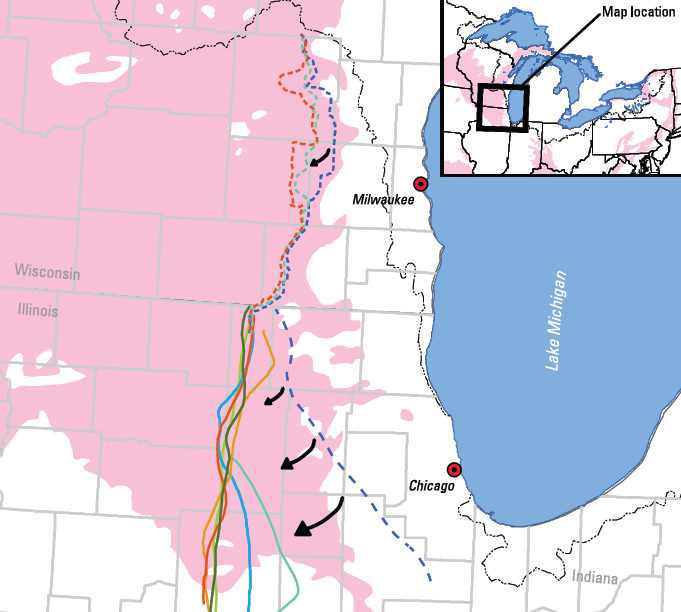 Map location
Milwaukee
Wisconsin
Illinois
Lake Michigan
Chicago
Indiana